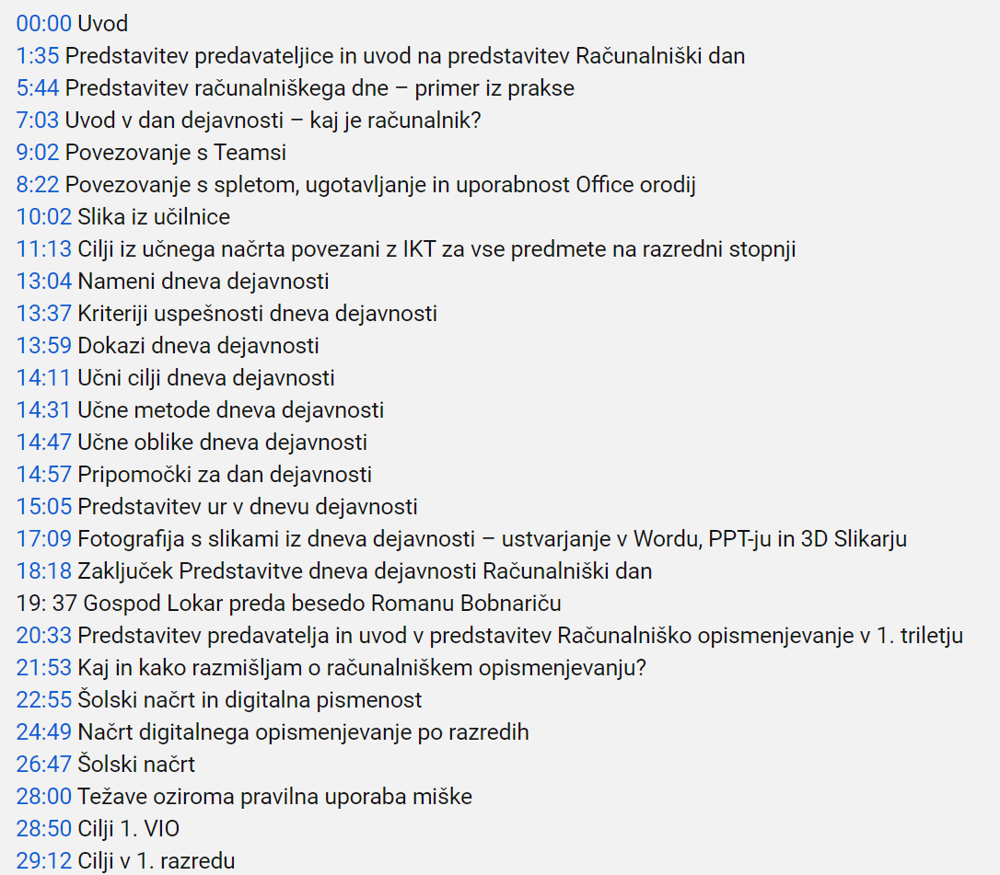 00:00 Uvod
1:35 Predstavitev predavateljice in uvod na predstavitev Računalniški dan
5:44 Predstavitev računalniškega dne – primer iz prakse
7:03 Uvod v dan dejavnosti – kaj je računalnik?
9:02 Povezovanje s Teamsi
8:22 Povezovanje s spletom, ugotavljanje in uporabnost Office orodij
10:02 Slika iz učilnice
11:13 Cilji iz učnega načrta povezani z IKT za vse predmete na razredni stopnji
13:04 Nameni dneva dejavnosti
13:37 Kriteriji uspešnosti dneva dejavnosti
13:59 Dokazi dneva dejavnosti
14:11 Učni cilji dneva dejavnosti
14:31 Učne metode dneva dejavnosti
14:47 Učne oblike dneva dejavnosti
14:57 Pripomočki za dan dejavnosti
15:05 Predstavitev ur v dnevu dejavnosti
17:09 Fotografija s slikami iz dneva dejavnosti – ustvarjanje v Wordu, PPT-ju in 3D Slikarju
18:18 Zaključek Predstavitve dneva dejavnosti Računalniški dan
19: 37 Gospod Lokar preda besedo Romanu Bobnariču
20:33 Predstavitev predavatelja in uvod v predstavitev Računalniško opismenjevanje v 1. triletju
21:53 Kaj in kako razmišljam o računalniškem opismenjevanju?
22:55 Šolski načrt in digitalna pismenost
24:49 Načrt digitalnega opismenjevanje po razredih
26:47 Šolski načrt
28:00 Težave oziroma pravilna uporaba miške
28:50 Cilji 1. VIO
29:12 Cilji v 1. razredu